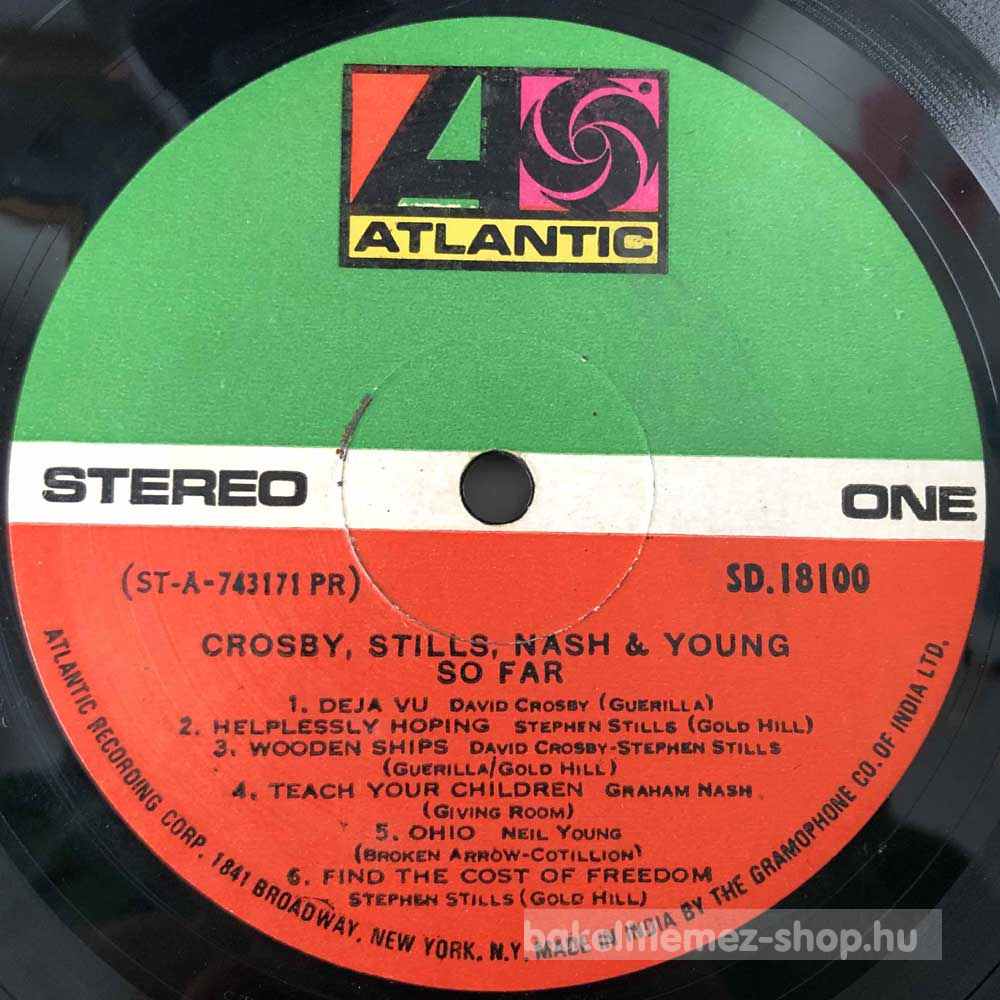 ATLANTIC
STEREO
ONE
(ST-A-743171 PR)
SD.18100
CROSBY, STILLS, NASH & YOUNG
SO FAR
1. DEJA VU DAVID CROSBY (GUERILLA)
2. HELPLESSLY HOPING STEPHEN STILLS (GOLD HILL)
3. WOODEN SHIPS DAVID CROSBY-STEPHEN STILLS
(GUERILLA/GOLD HILL)
4. TEACH YOUR CHILDREN GRAHAM NASH
(GIVING ROOM)
5. OHIO NEIL YOUNG
(BROKEN ARROW-COTILLION)
6. FIND THE COST OF FREEDOM
STEPHEN STILLS (GOLD HILL)
ATLANTIC RECORDING CORP. 1841 BROADWAY. NEW YORK, N.Y. MADE IN INDIA BY THE GRAMOPHONE CO. OF INDIA LTD.
bakelitlemez-shop.hu